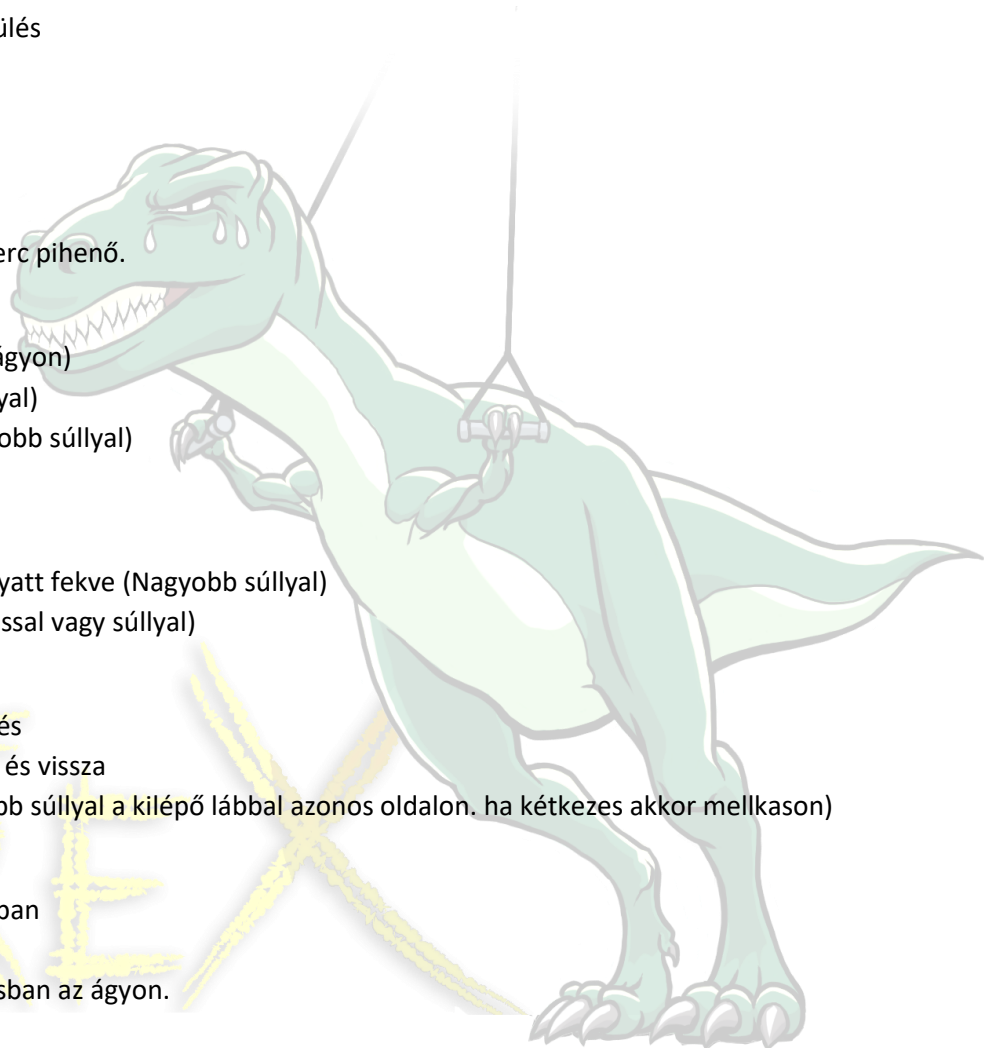 ülés
erc pihenő.
ágyon)
yal)
obb súllyal)
yatt fekve (Nagyobb súllyal)
ssal vagy súllyal)
és
és vissza
bb súllyal a kilépő lábbal azonos oldalon. ha kétkezes akkor mellkason)
ban
sban az ágyon.
REX